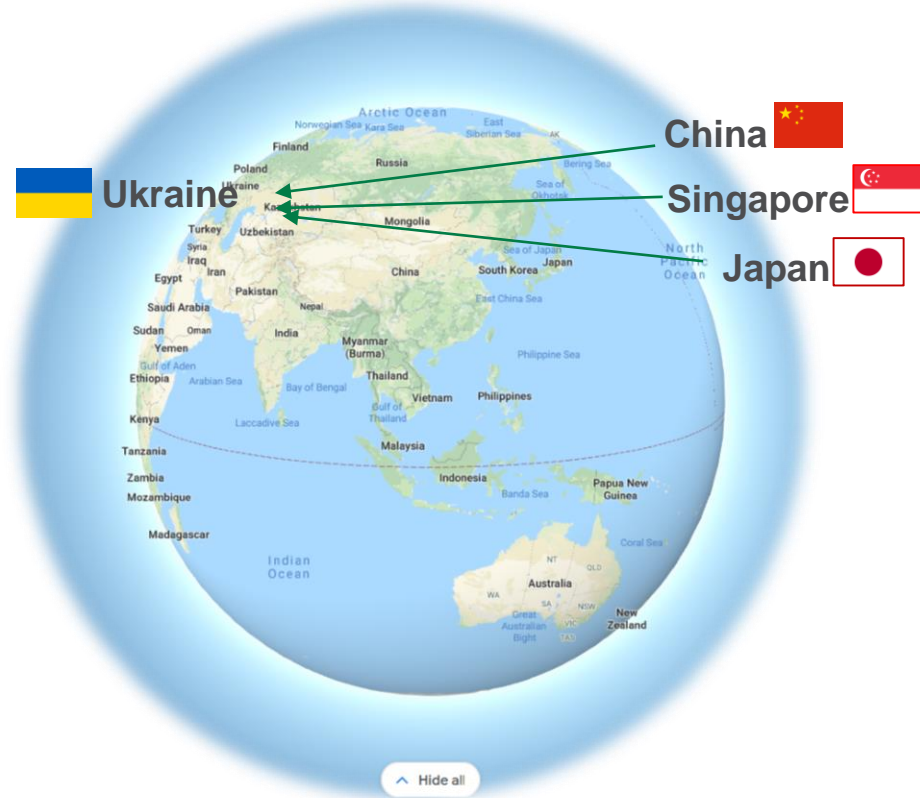 Arctic Ocean
Norwegian Sea
Kara Sea
East
Siberian Sea
AK
China
Finland
Bering Sea
Poland
Russia
Ukraine
Ukraine
Sea of
Okhotsk
Singapore
Kazakhstan
Turkey
Uzbekistan
Mongolia
Syria
Iraq
Iran
Sea of Japan
North
Pacific
Ocean
Egypt
China
South Korea
Japan
Japan
Pakistan
Nepal
East China Sea
Saudi Arabia
Sudan
Oman
India
Myanmar
(Burma)
Yemen
Philippine Sea
Gulf of Aden
Ethiopia
Arabian Sea
Bay of Bengal
Thailand
Vietnam
Philippines
Gulf of
Thailand
Kenya
Laccadive Sea
Malaysia
Tanzania
Zambia
Indonesia
Papua New
Guinea
Mozambique
Banda Sea
Madagascar
Coral Sea
Indian
Ocean
NT
QLD
Australia
WA
SA
NSW
Great
Australian
Bight
VIC
TAS
New
Zealand
Hide all